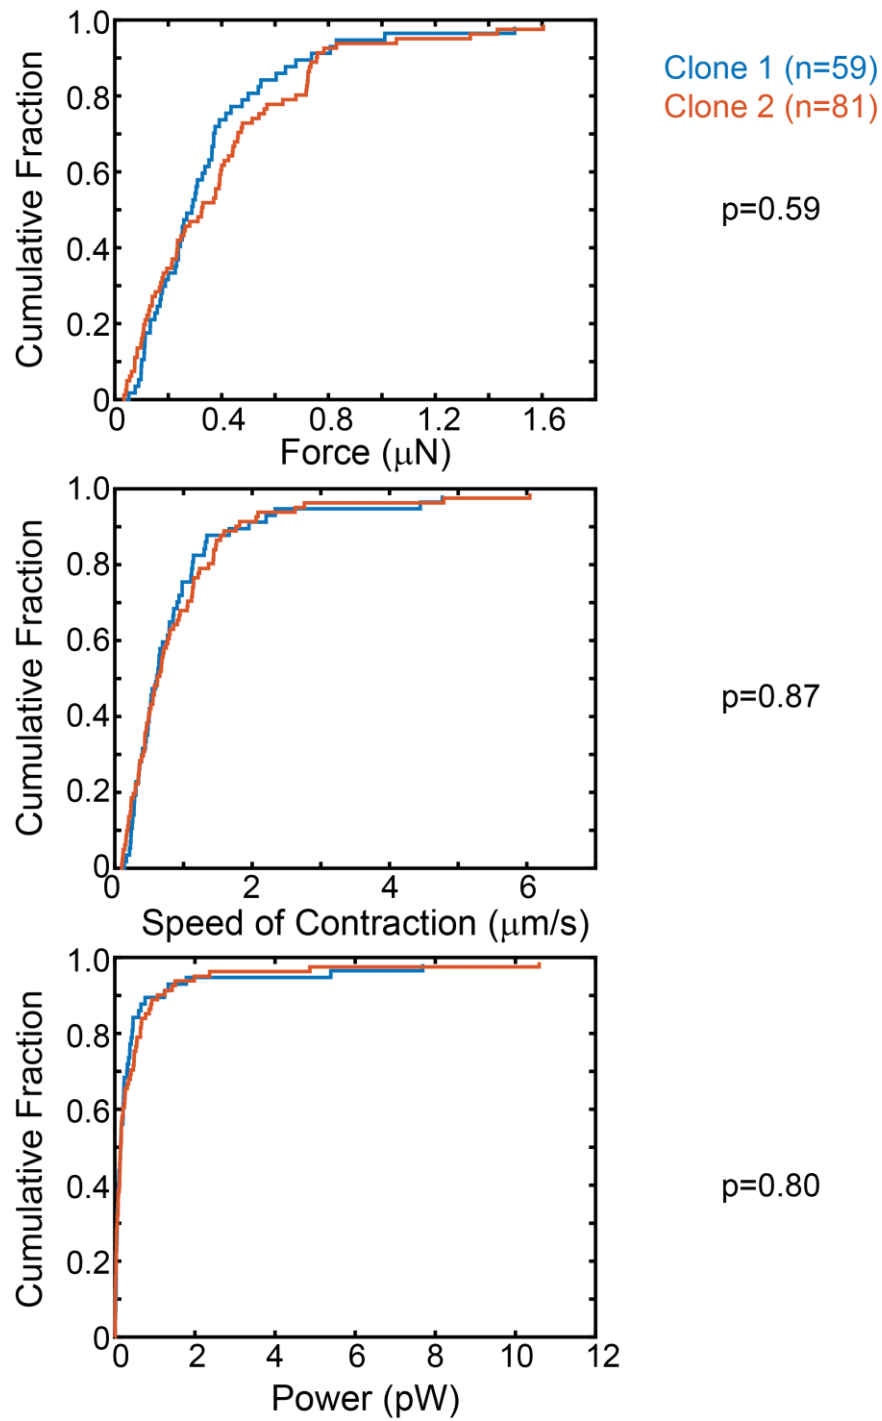 Clone 1 (n=59)
Clone 2 (n=81)
Cumulative Fraction
1.0
0.8
0.6
0.4
0.2
0
0 0.4 0.8 1.2 1.6
Force (μN)
p=0.59
Cumulative Fraction
1.0
0.8
0.6
0.4
0.2
0
0 2 4 6
Speed of Contraction (μm/s)
p=0.87
Cumulative Fraction
1.0
0.8
0.6
0.4
0.2
0
0 2 4 6 8 10 12
Power (pW)
p=0.80